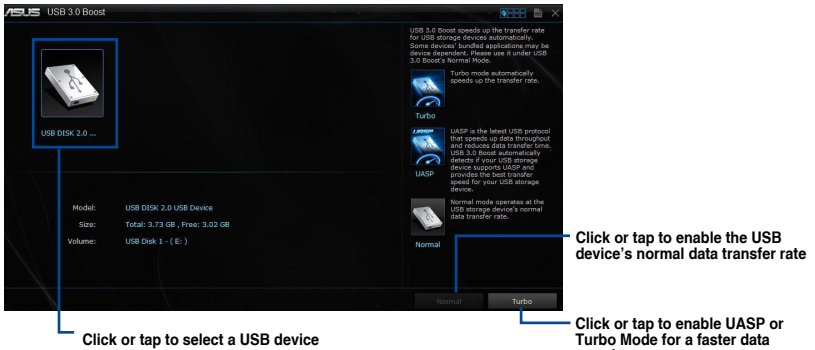 ASUS USB 3.0 Boost
USB 3.0 Boost speeds up the transfer rate
for USB storage devices automatically.
Some devices' bundled applications may be
device dependent. Please use it under USB
3.0 Boost's Normal Mode.
Turbo mode automatically
speeds up the transfer rate.
Turbo
USB DISK 2.0 ...
UASP
UASP is the latest USB protocol
that speeds up data throughput
and reduces data transfer time.
USB 3.0 Boost automatically
detects if your USB storage
device supports UASP and
provides the best transfer
speed for your USB storage
device.
UASP
Normal mode operates at the
USB storage device's normal
data transfer rate.
Normal
Model: USB DISK 2.0 USB Device
Size: Total: 3.73 GB , Free: 3.02 GB
Volume: USB Disk 1 - ( E: )
Normal
Turbo
Click or tap to enable the USB
device's normal data transfer rate
Click or tap to select a USB device
Click or tap to enable UASP or
Turbo Mode for a faster data